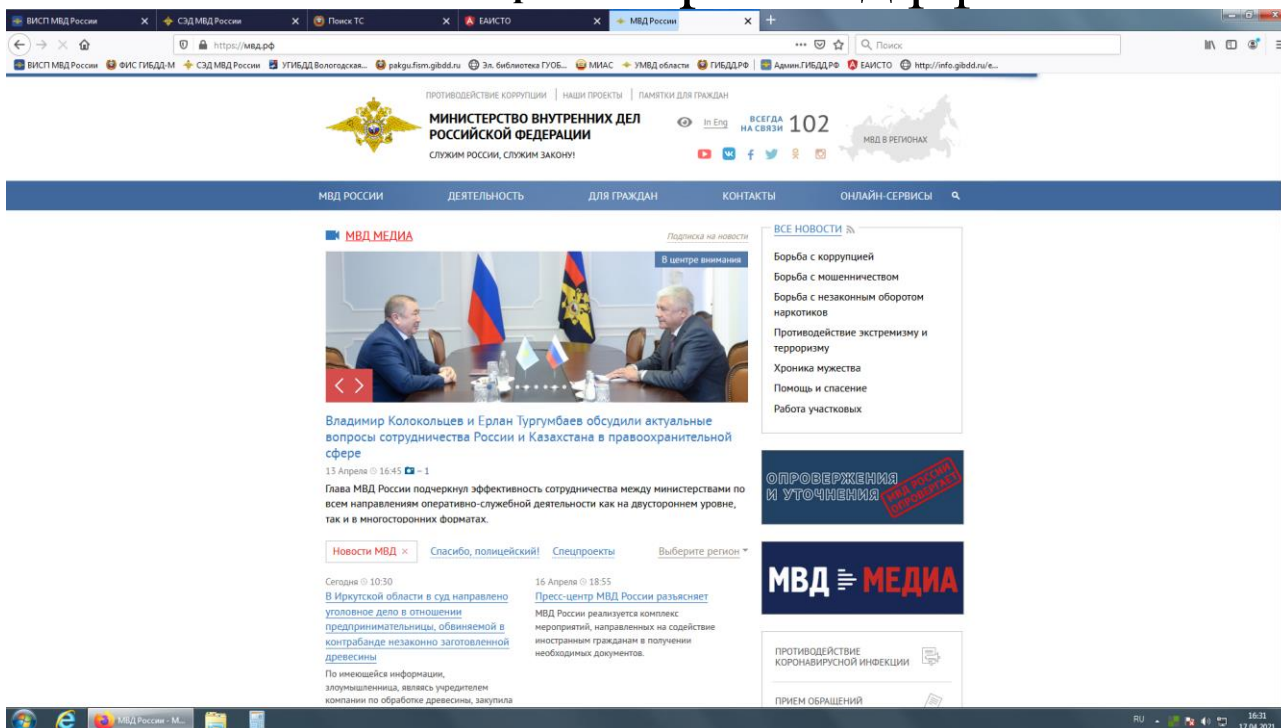 ВИСП МВД России
СЭД МВД России
Поиск ТС
ЕАИСТО
МВД России
https://мвд.рф
Поиск
ВИСП МВД России
ФИС ГИБДД-М
СЭД МВД России
УГИБДД Вологодская...
pakgu.fism.gibdd.ru
Эл. библиотека ГУОБ...
МИАС
УМВД области
ГИБДД.РФ
Админ.ГИБДД.РФ
ЕАИСТО
http://info.gibdd.ru/e...
ПРОТИВОДЕЙСТВИЕ КОРРУПЦИИ
НАШИ ПРОЕКТЫ
ПАМЯТКИ ДЛЯ ГРАЖДАН
МИНИСТЕРСТВО ВНУТРЕННИХ ДЕЛ
РОССИЙСКОЙ ФЕДЕРАЦИИ
СЛУЖИМ РОССИИ, СЛУЖИМ ЗАКОНУ!
In Eng
ВСЕГДА
НА СВЯЗИ
102
МВД В РЕГИОНАХ
МВД РОССИИ
ДЕЯТЕЛЬНОСТЬ
ДЛЯ ГРАЖДАН
КОНТАКТЫ
ОНЛАЙН-СЕРВИСЫ
МВД МЕДИА
Подписка на новости
В центре внимания
Владимир Колокольцев и Ерлан Тургумбаев обсудили актуальные
вопросы сотрудничества России и Казахстана в правоохранительной
сфере
13 Апреля 16:45 – 1
Глава МВД России подчеркнул эффективность сотрудничества между министерствами по
всем направлениям оперативно-служебной деятельности как на двустороннем уровне,
так и в многосторонних форматах.
Новости МВД ×
Спасибо, полицейский!
Спецпроекты
Выберите регион
Сегодня 10:30
В Иркутской области в суд направлено
уголовное дело в отношении
предпринимательницы, обвиняемой в
контрабанде незаконно заготовленной
древесины
По имеющейся информации,
злоумышленница, являясь учредителем
компании по обработке древесины, закупила
16 Апреля 18:55
Пресс-центр МВД России разъясняет
МВД России реализуется комплекс
мероприятий, направленных на содействие
иностранным гражданам в получении
необходимых документов.
ВСЕ НОВОСТИ
Борьба с коррупцией
Борьба с мошенничеством
Борьба с незаконным оборотом
наркотиков
Противодействие экстремизму и
терроризму
Хроника мужества
Помощь и спасение
Работа участковых
ОПРОВЕРЖЕНИЯ
И УТОЧНЕНИЯ
МВД РОССИИ
ОПРОВЕРГАЕТ
МВД МЕДИА
ПРОТИВОДЕЙСТВИЕ
КОРОНАВИРУСНОЙ ИНФЕКЦИИ
ПРИЕМ ОБРАЩЕНИЙ
МВД России - М...
RU
16:31
17.04.2021